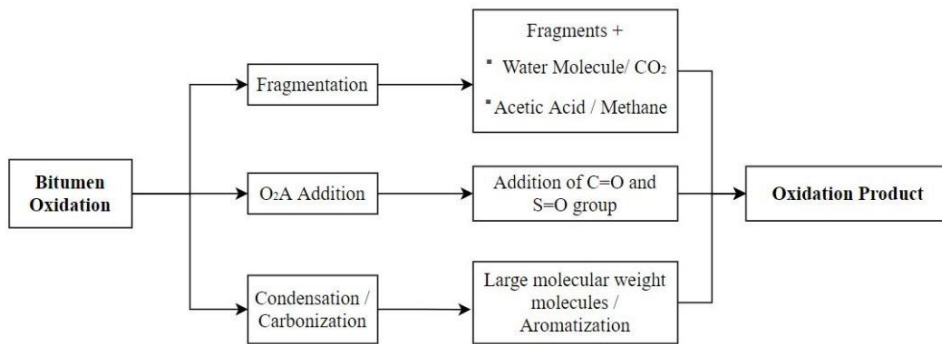 Bitumen
Oxidation
Fragmentation
Fragments +
▪ Water Molecule/ CO₂
▪ Acetic Acid / Methane
O₂A Addition
Addition of C=O and
S=O group
Condensation /
Carbonization
Large molecular weight
molecules /
Aromatization
Oxidation Product